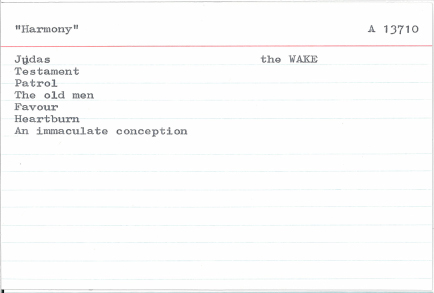 "Harmony" A 13710
Judas the WAKE
Testament
Patrol
The old men
Favour
Heartburn
An immaculate conception